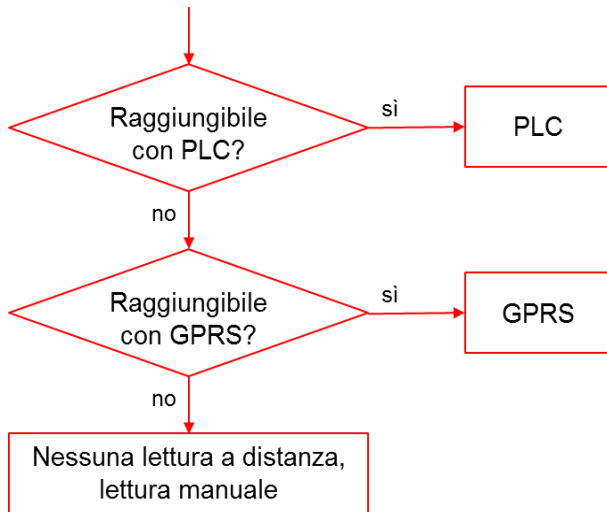 Raggiungibile
con PLC?
sì
PLC
no
Raggiungibile
con GPRS?
sì
GPRS
no
Nessuna lettura a distanza,
lettura manuale